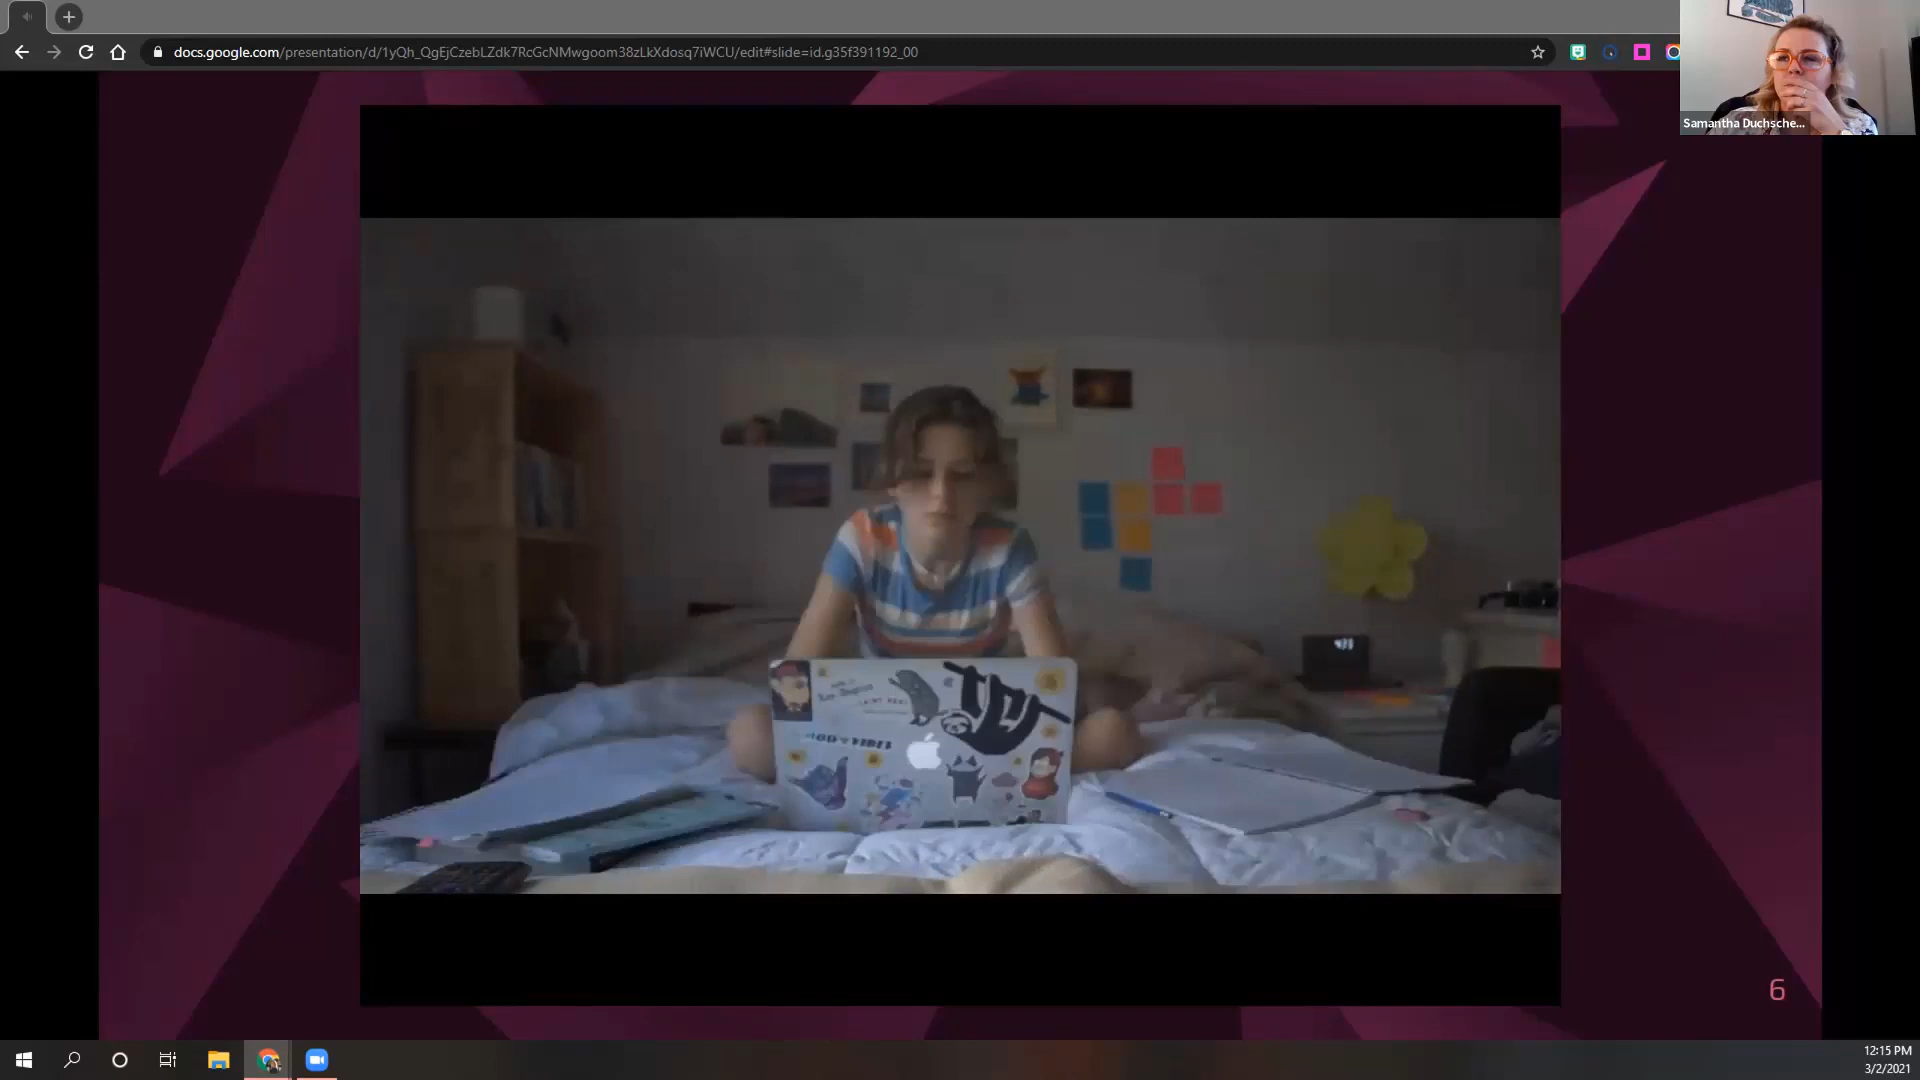 docs.google.com/presentation/d/1yQh_QgEjCzebLZdk7RcGcNMwgoom38zLkXdosq7iWCU/edit#slide=id.g35f391192_00
Samantha Duchsche...
6
12:15 PM
3/2/2021